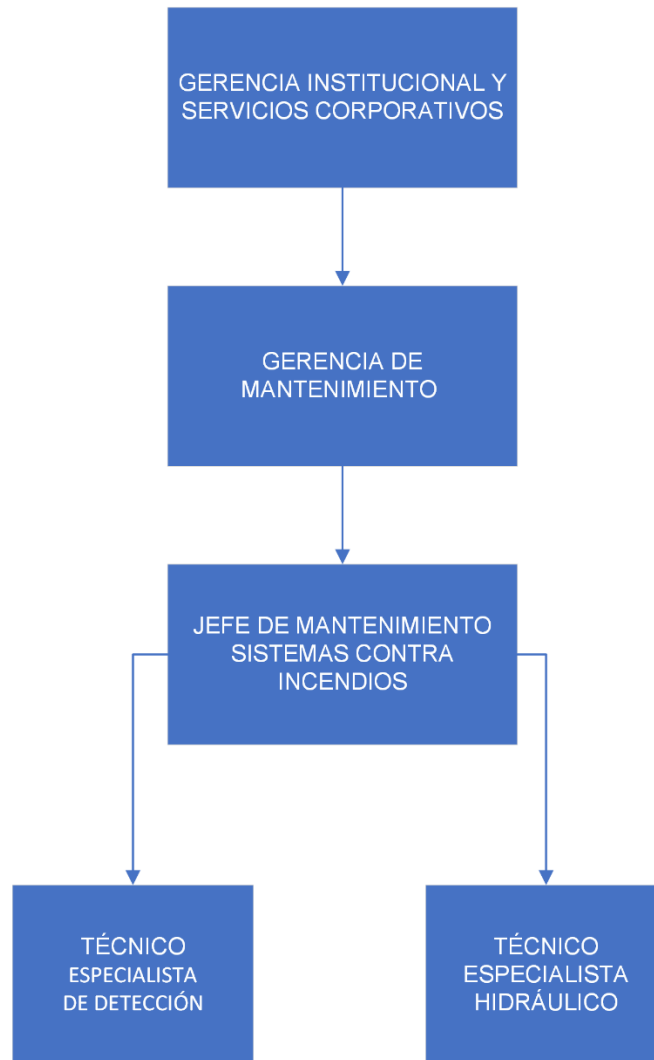 GERENCIA INSTITUCIONAL Y
SERVICIOS CORPORATIVOS
GERENCIA DE
MANTENIMIENTO
JEFE DE MANTENIMIENTO
SISTEMAS CONTRA
INCENDIOS
TÉCNICO
ESPECIALISTA
DE DETECCIÓN
TÉCNICO
ESPECIALISTA
HIDRÁULICO